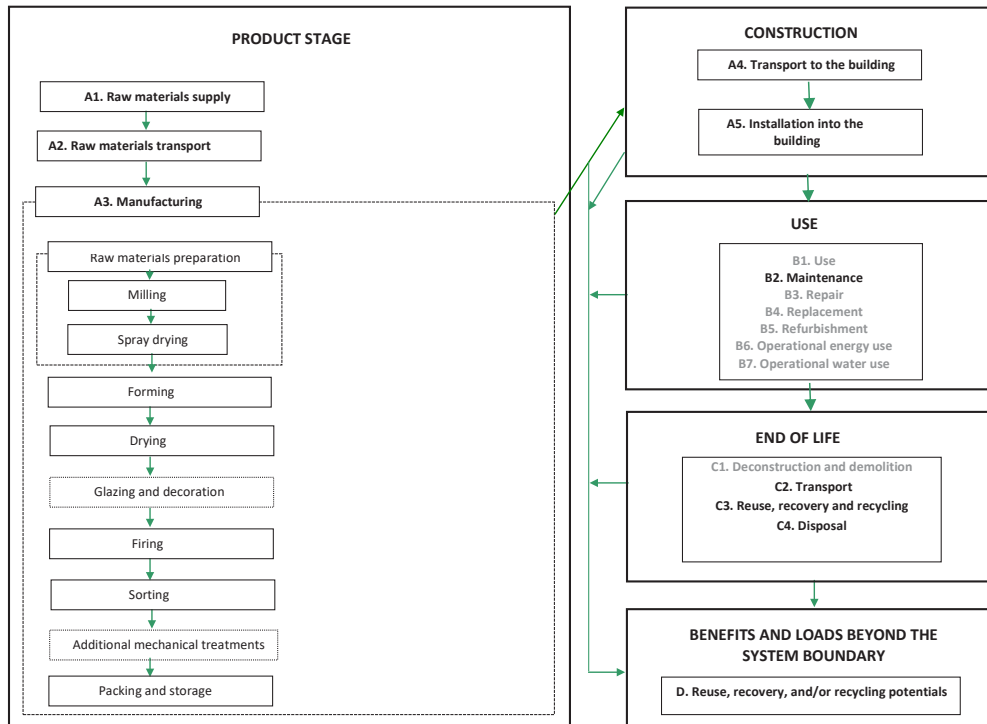 PRODUCT STAGE
A1. Raw materials supply
A2. Raw materials transport
A3. Manufacturing
Raw materials preparation
Milling
Spray drying
Forming
Drying
Glazing and decoration
Firing
Sorting
Additional mechanical treatments
Packing and storage
CONSTRUCTION
A4. Transport to the building
A5. Installation into the
building
USE
B1. Use
B2. Maintenance
B3. Repair
B4. Replacement
B5. Refurbishment
B6. Operational energy use
B7. Operational water use
END OF LIFE
C1. Deconstruction and demolition
C2. Transport
C3. Reuse, recovery and recycling
C4. Disposal
BENEFITS AND LOADS BEYOND THE
SYSTEM BOUNDARY
D. Reuse, recovery, and/or recycling potentials